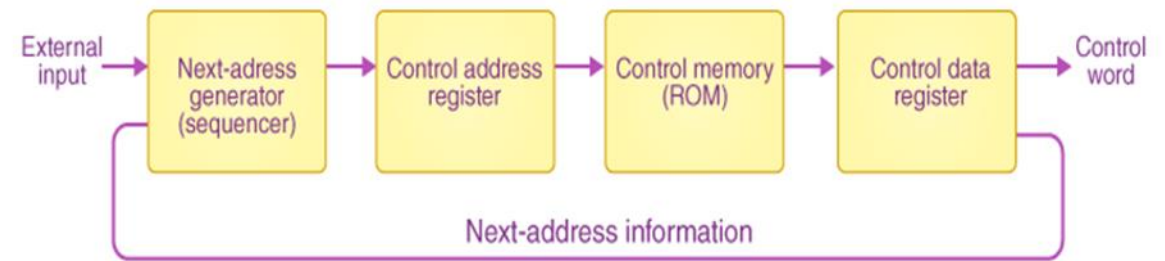 External
input
Next-adress
generator
(sequencer)
Control address
register
Control memory
(ROM)
Control data
register
Control
word
Next-address information